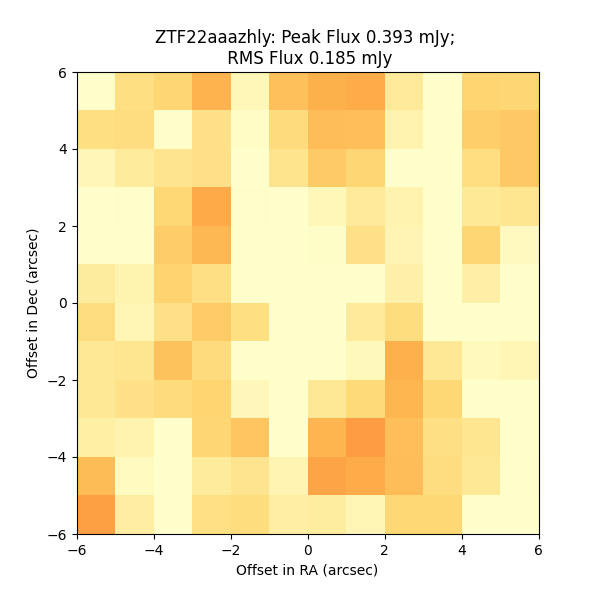 ZTF22aaazhly: Peak Flux 0.393 mJy;
RMS Flux 0.185 mJy
6
4
2
0
−2
−4
−6
Offset in Dec (arcsec)
−6 −4 −2 0 2 4 6
Offset in RA (arcsec)